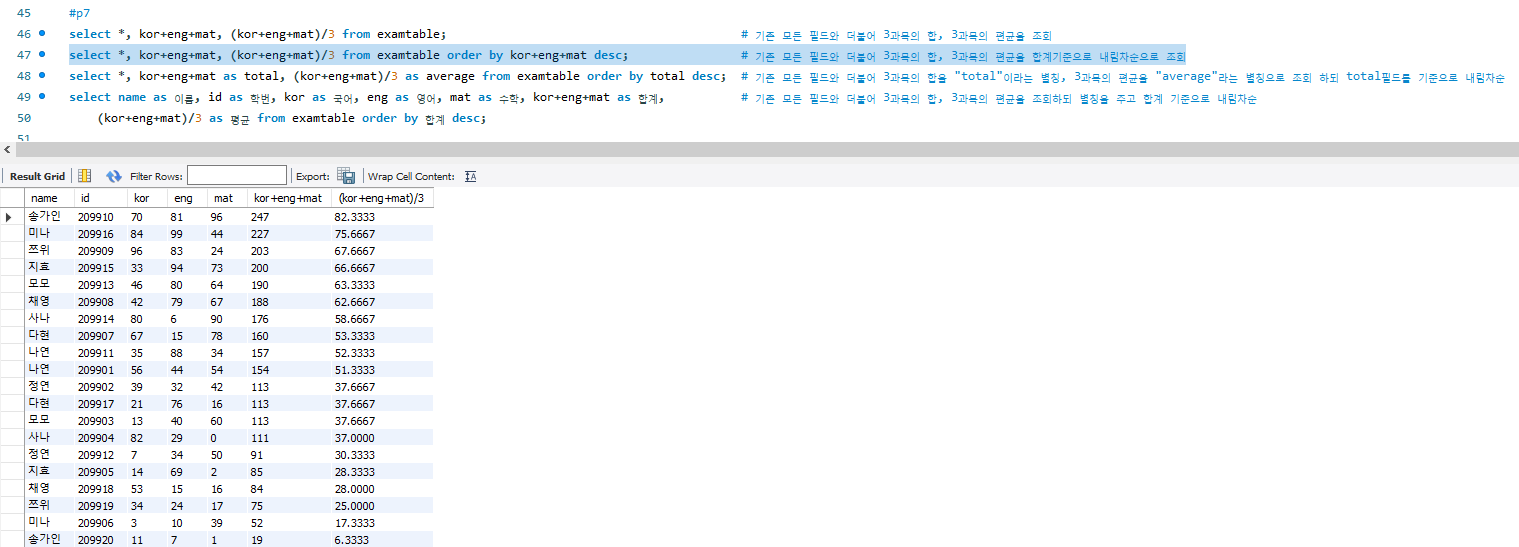 45 #p7
46 select *, kor+eng+mat, (kor+eng+mat)/3 from examtable; # 기존 모든 필드와 더불어 3과목의 합, 3과목의 평균을 조회
47 select *, kor+eng+mat, (kor+eng+mat)/3 from examtable order by kor+eng+mat desc; # 기존 모든 필드와 더불어 3과목의 합, 3과목의 평균을 합계기준으로 내림차순으로 조회
48 select *, kor+eng+mat as total, (kor+eng+mat)/3 as average from examtable order by total desc; # 기존 모든 필드와 더불어 3과목의 합을 "total"이라는 별칭, 3과목의 평균을 "average"라는 별칭으로 조회 하되 total필드를 기준으로 내림차순
49 select name as 이름, id as 학번, kor as 국어, eng as 영어, mat as 수학, kor+eng+mat as 합계, # 기존 모든 필드와 더불어 3과목의 합, 3과목의 평균을 조회하되 별칭을 주고 합계 기준으로 내림차순
50 (kor+eng+mat)/3 as 평균 from examtable order by 합계 desc;
51
Result Grid Filter Rows: Export: Wrap Cell Content:
name id kor eng mat kor+eng+mat (kor+eng+mat)/3
송가인 209910 70 81 96 247 82.3333
미나 209916 84 99 44 227 75.6667
쯔위 209909 96 83 24 203 67.6667
지효 209915 33 94 73 200 66.6667
모모 209913 46 80 64 190 63.3333
채영 209908 42 79 67 188 62.6667
사나 209914 80 6 90 176 58.6667
다현 209907 67 15 78 160 53.3333
나연 209911 35 88 34 157 52.3333
나연 209901 56 44 54 154 51.3333
정연 209902 39 32 42 113 37.6667
다현 209917 21 76 16 113 37.6667
모모 209903 13 40 60 113 37.6667
사나 209904 82 29 0 111 37.0000
정연 209912 7 34 50 91 30.3333
지효 209905 14 69 2 85 28.3333
채영 209918 53 15 16 84 28.0000
쯔위 209919 34 24 17 75 25.0000
미나 209906 3 10 39 52 17.3333
송가인 209920 11 7 1 19 6.3333